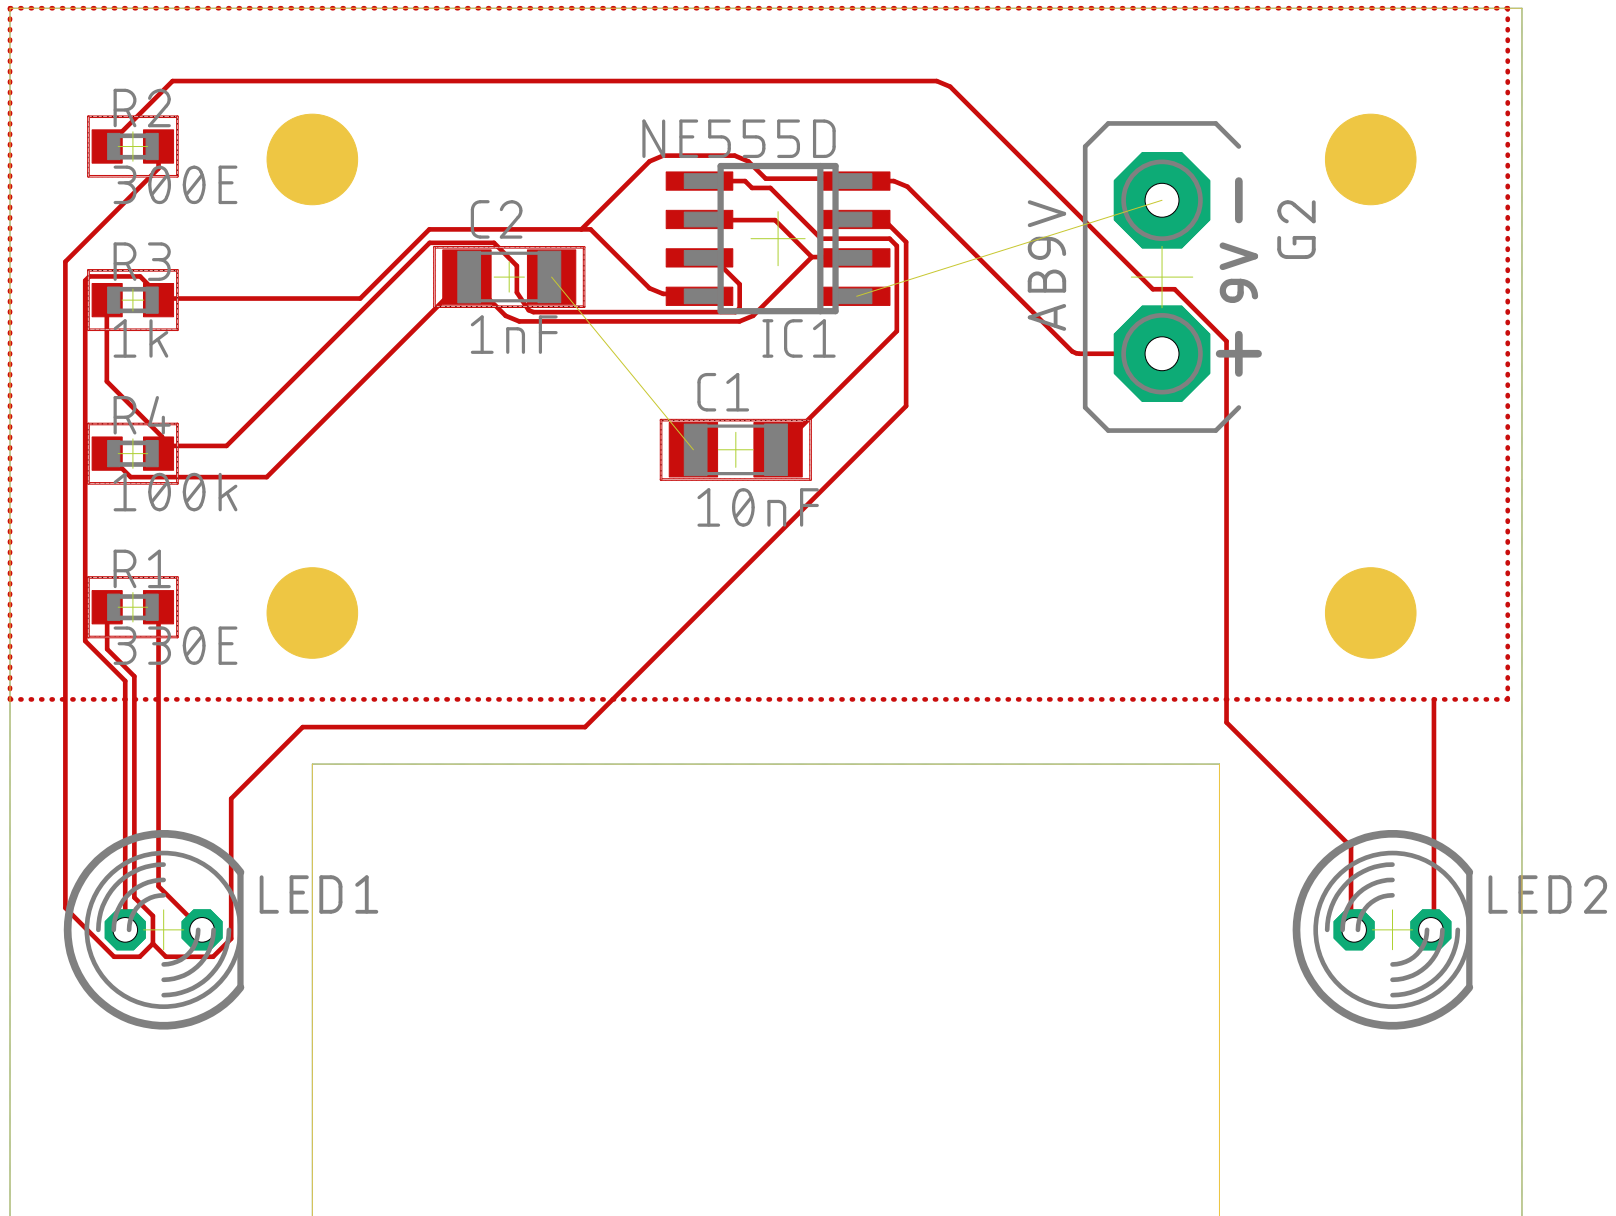 R2
300E
R3
1k
R4
100k
R1
330E
C2
1nF
NE555D
IC1
C1
10nF
AB9V
9V
-
+
G2
LED1
LED2